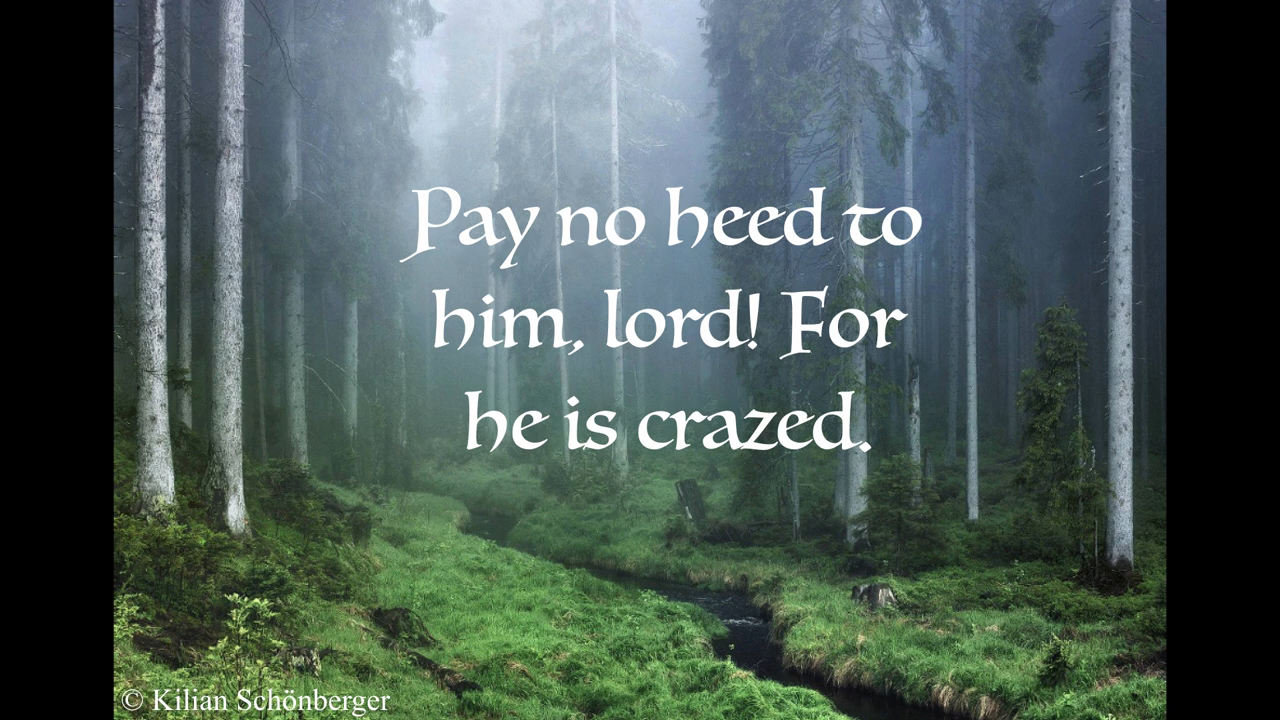 Pay no heed to
him, lord! For
he is crazed.
© Kilian Schönberger